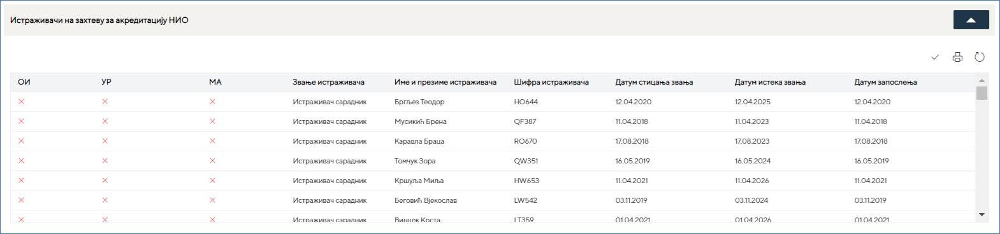 Истраживачи на захтеву за акредитацију НИО
ОИ УР МА Звање истраживача Име и презиме истраживача Шифра истраживача Датум стицања звања Датум истека звања Датум запослења
Истраживач сарадник Бргљез Теодор HO644 12.04.2020 12.04.2025 12.04.2020
Истраживач сарадник Мусикић Брена QF387 11.04.2018 11.04.2023 11.04.2018
Истраживач сарадник Каравла Браца RO670 17.08.2018 17.08.2023 17.08.2018
Истраживач сарадник Томчук Зора QW351 16.05.2019 16.05.2024 16.05.2019
Истраживач сарадник Кршуља Миља HW653 11.04.2021 11.04.2026 11.04.2021
Истраживач сарадник Беговић Вјекослав LW542 03.11.2019 03.11.2024 03.11.2019
Истраживач сарадник Винцек Крста LT359 01.04.2021 01.04.2026 01.04.2021